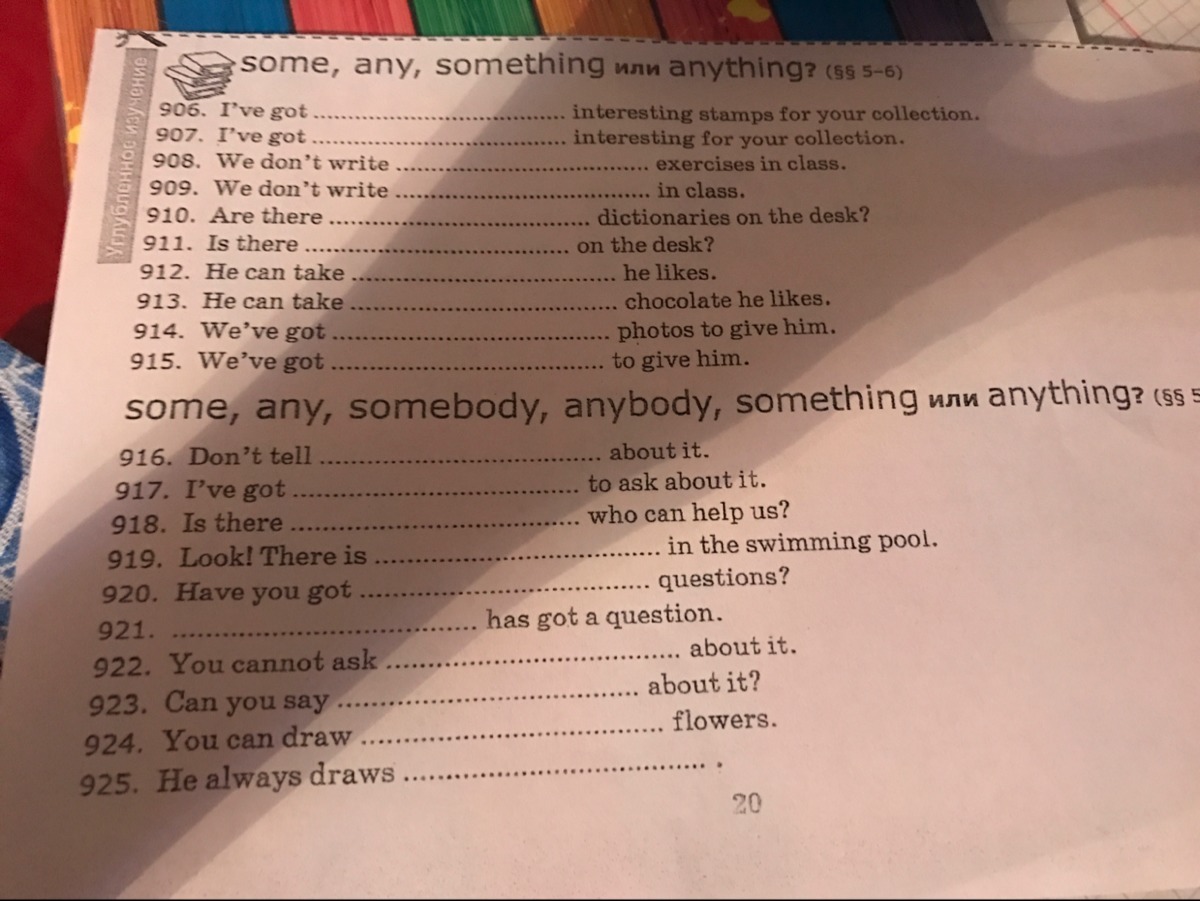 Углубленное изучение
some, any, something или anything? (§§ 5–6)
906. I've got .................................... interesting stamps for your collection.
907. I've got .................................... interesting for your collection.
908. We don't write .................................... exercises in class.
909. We don't write .................................... in class.
910. Are there .................................... dictionaries on the desk?
911. Is there .................................... on the desk?
912. He can take .................................... he likes.
913. He can take .................................... chocolate he likes.
914. We've got .................................... photos to give him.
915. We've got .................................... to give him.
some, any, somebody, anybody, something или anything? (§§ 5
916. Don't tell .................................... about it.
917. I've got .................................... to ask about it.
918. Is there .................................... who can help us?
919. Look! There is .................................... in the swimming pool.
920. Have you got .................................... questions?
921. .................................... has got a question.
922. You cannot ask .................................... about it.
923. Can you say .................................... about it?
924. You can draw .................................... flowers.
925. He always draws .................................... .
20